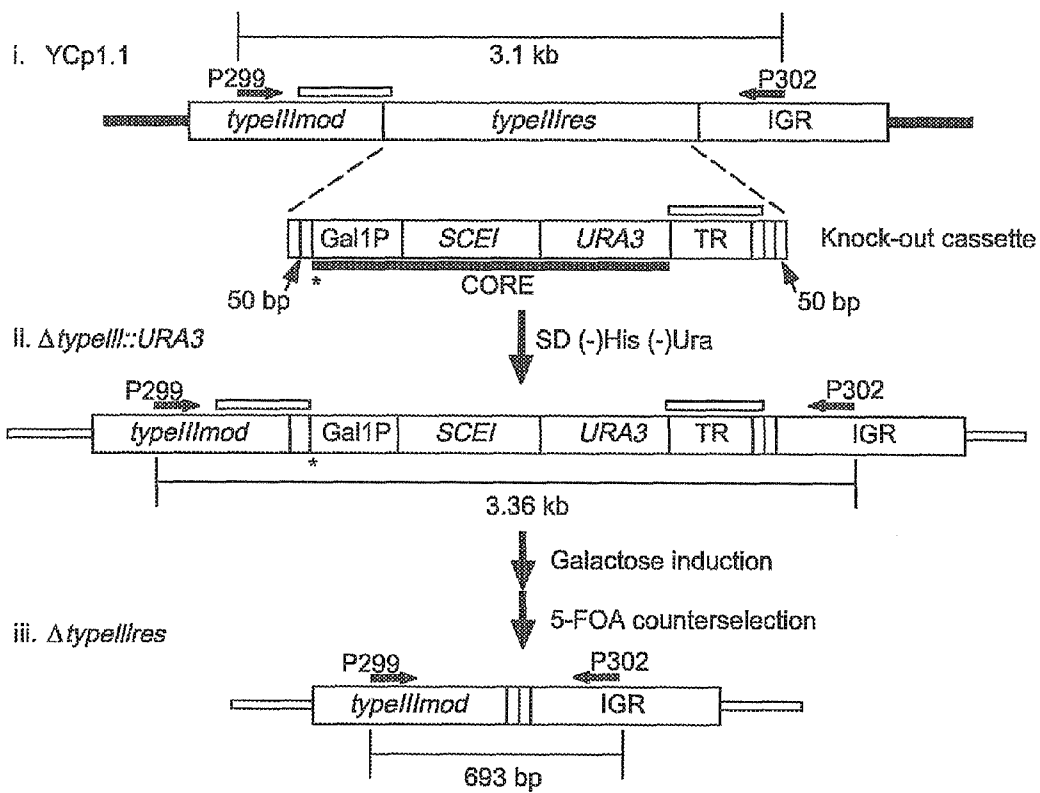 i. YCp1.1
3.1 kb
P299
P302
typeIIImod
typeIIIres
IGR
Gal1P
SCEI
URA3
TR
Knock-out cassette
*
CORE
50 bp
50 bp
ii. ΔtypeIII::URA3
SD (-)His (-)Ura
P299
P302
typeIIImod
Gal1P
SCEI
URA3
TR
IGR
*
3.36 kb
Galactose induction
5-FOA counterselection
iii. ΔtypeIIIres
P299
P302
typeIIImod
IGR
693 bp